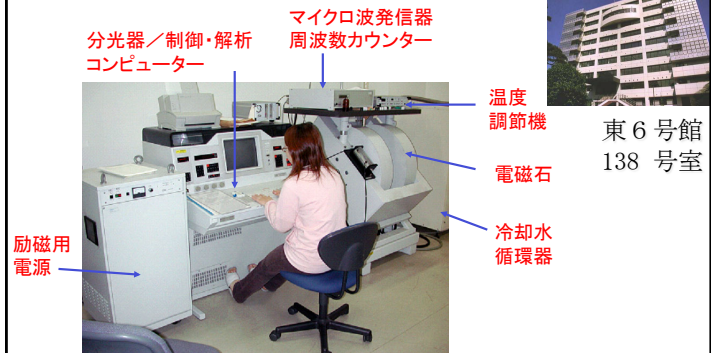 マイクロ波発信器
周波数カウンター
分光器／制御・解析
コンピューター
温度
調節機
東６号館
138 号室
電磁石
冷却水
循環器
励磁用
電源